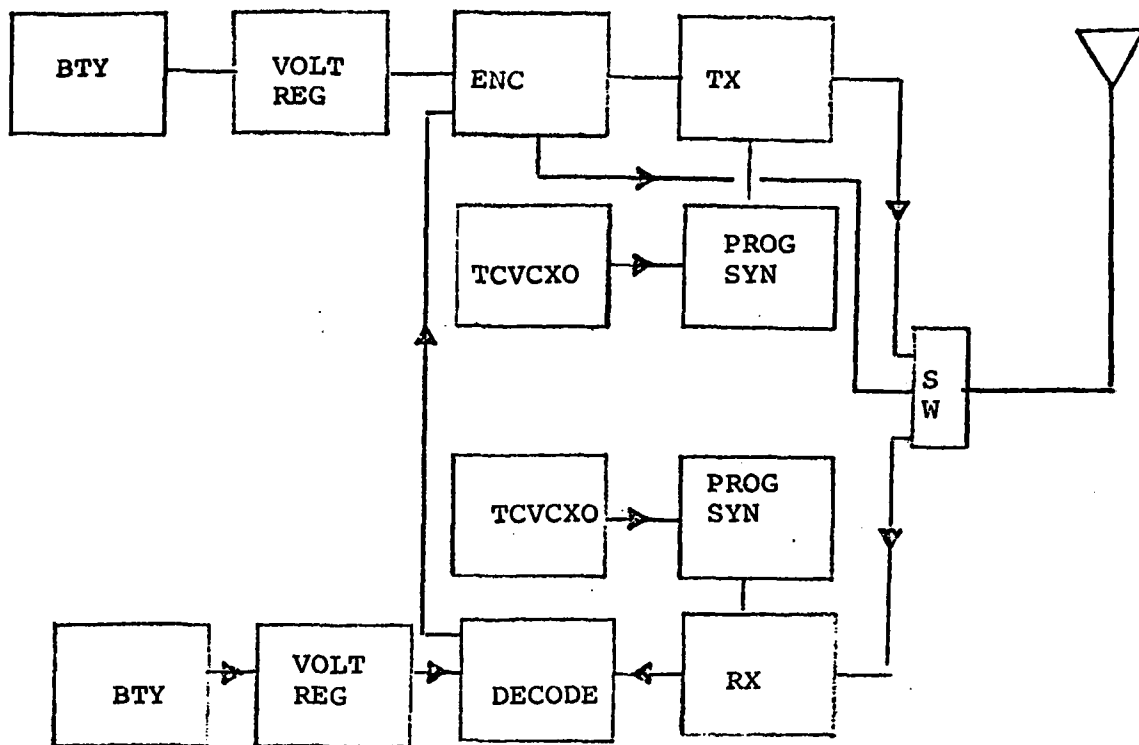 BTY
VOLT
REG
ENC
TX
TCVCXO
PROG
SYN
S
W
TCVCXO
PROG
SYN
BTY
VOLT
REG
DECODE
RX